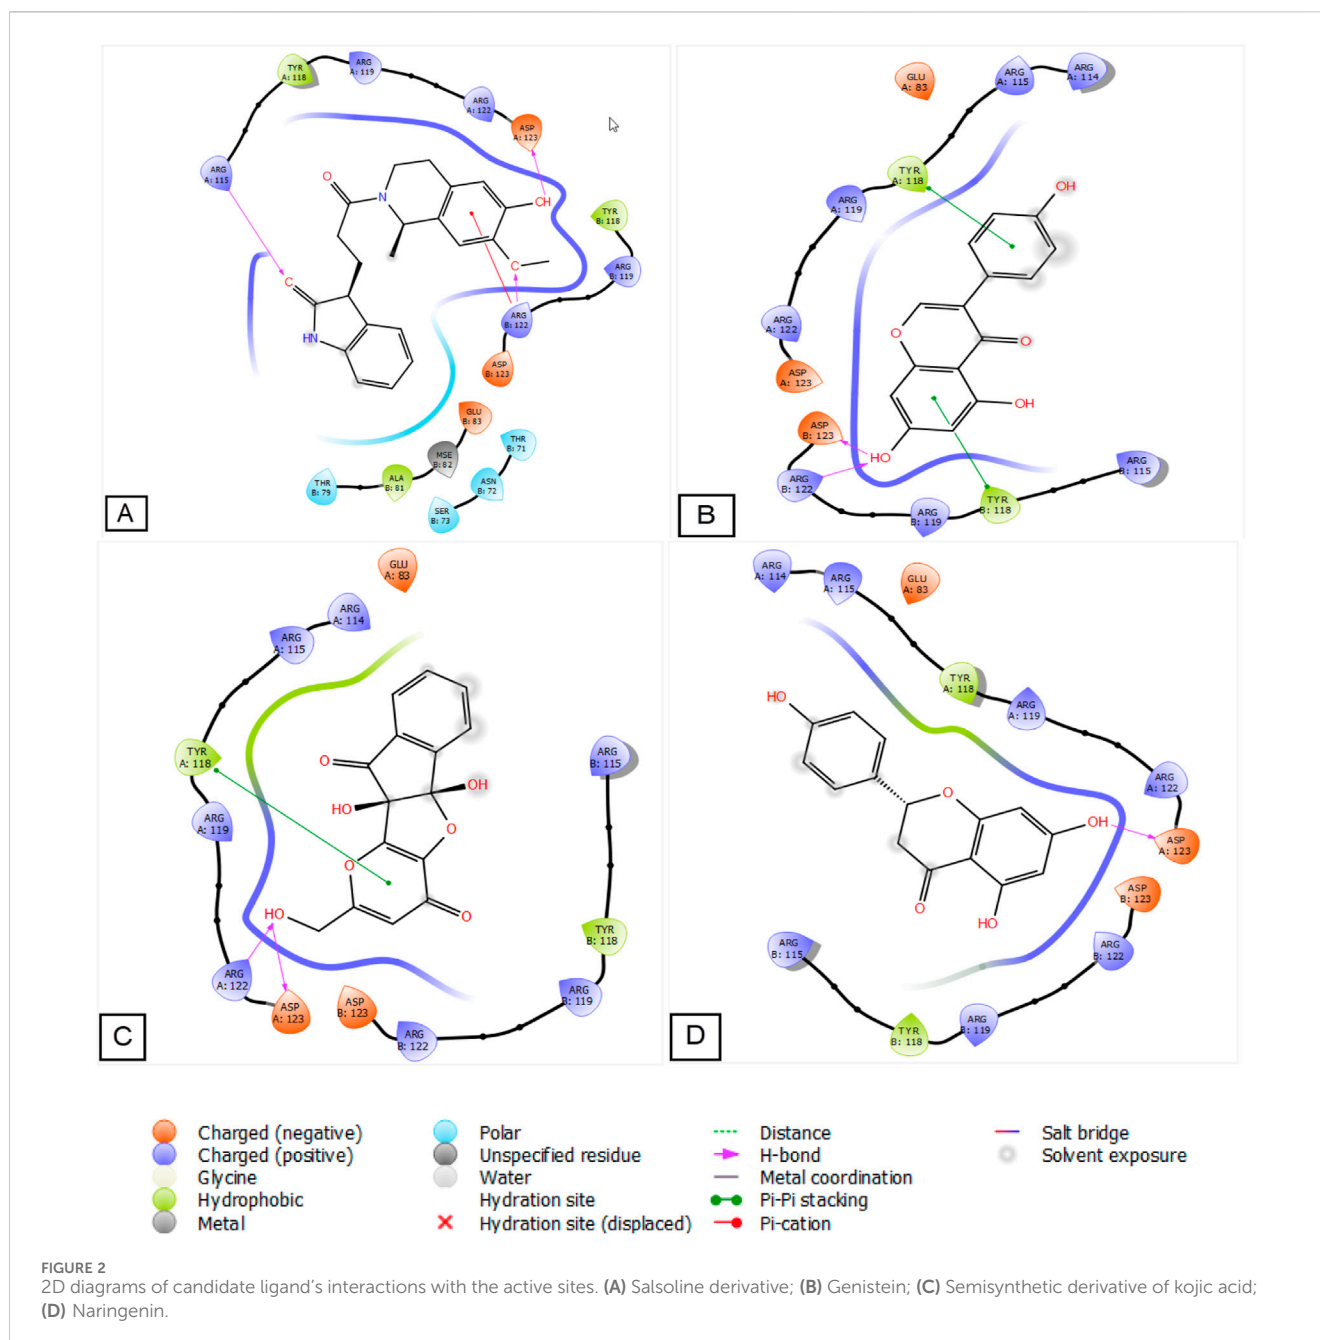 TYR
A: 118
ARG
A: 119
ARG
A: 122
ASP
A: 123
ARG
A: 115
O
N
CH
TYR
B: 118
ARG
B: 119
C
C
HN
ARG
B: 122
ASP
B: 123
GLU
B: 83
THR
B: 71
MSE
B: 82
ALA
B: 81
ASN
B: 72
THR
B: 79
SER
B: 73
A
GLU
A: 83
ARG
A: 115
ARG
A: 114
TYR
A: 118
OH
ARG
A: 119
ARG
A: 122
O
O
ASP
A: 123
OH
ASP
B: 123
HO
ARG
B: 115
ARG
B: 122
TYR
B: 118
ARG
B: 119
B
GLU
A: 83
ARG
A: 114
ARG
A: 115
TYR
A: 118
O
OH
ARG
B: 115
HO
ARG
A: 119
O
O
HO
O
TYR
B: 118
ARG
A: 122
ASP
A: 123
ASP
B: 123
ARG
B: 119
ARG
B: 122
C
ARG
A: 114
ARG
A: 115
GLU
A: 83
TYR
A: 118
HO
ARG
A: 119
ARG
A: 122
O
OH
ASP
A: 123
ASP
B: 123
O
HO
ARG
B: 115
ARG
B: 122
ARG
B: 119
TYR
B: 118
D
Charged (negative)
Charged (positive)
Glycine
Hydrophobic
Metal
Polar
Unspecified residue
Water
Hydration site
Hydration site (displaced)
Distance
H-bond
Metal coordination
Pi-Pi stacking
Pi-cation
Salt bridge
Solvent exposure
FIGURE 2
2D diagrams of candidate ligand's interactions with the active sites. (A) Salsoline derivative; (B) Genistein; (C) Semisynthetic derivative of kojic acid;
(D) Naringenin.